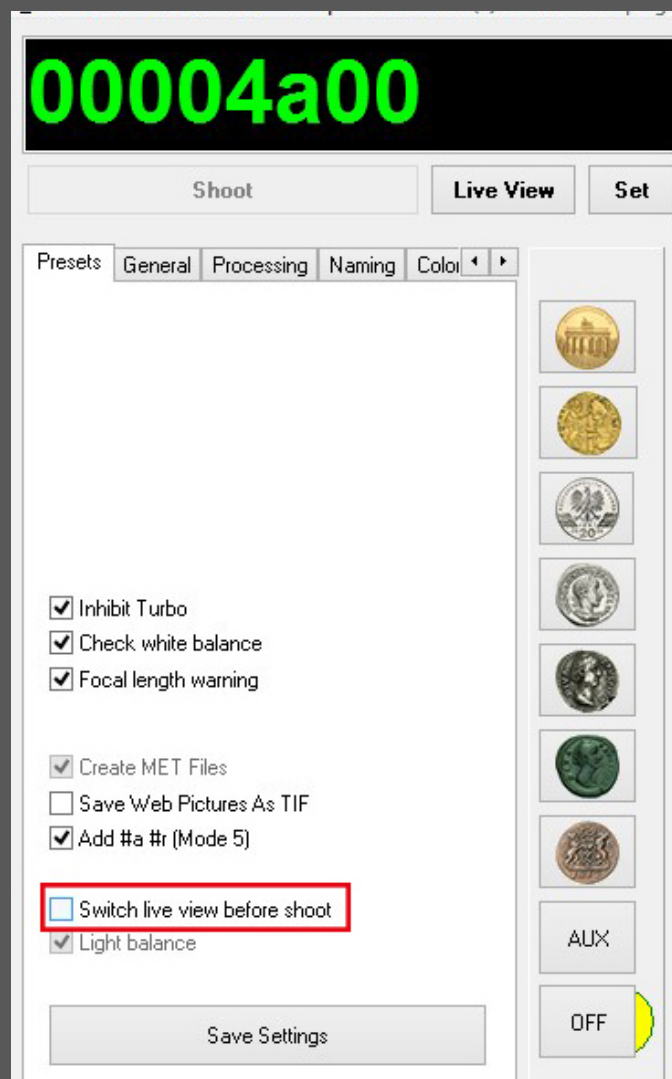 00004a00
Shoot
Live View
Set
Presets
General
Processing
Naming
Inhibit Turbo
Check white balance
Focal length warning
Create MET Files
Save Web Pictures As TIF
Add #a #r (Mode 5)
Switch live view before shoot
Light balance
Save Settings
20
AUX
OFF